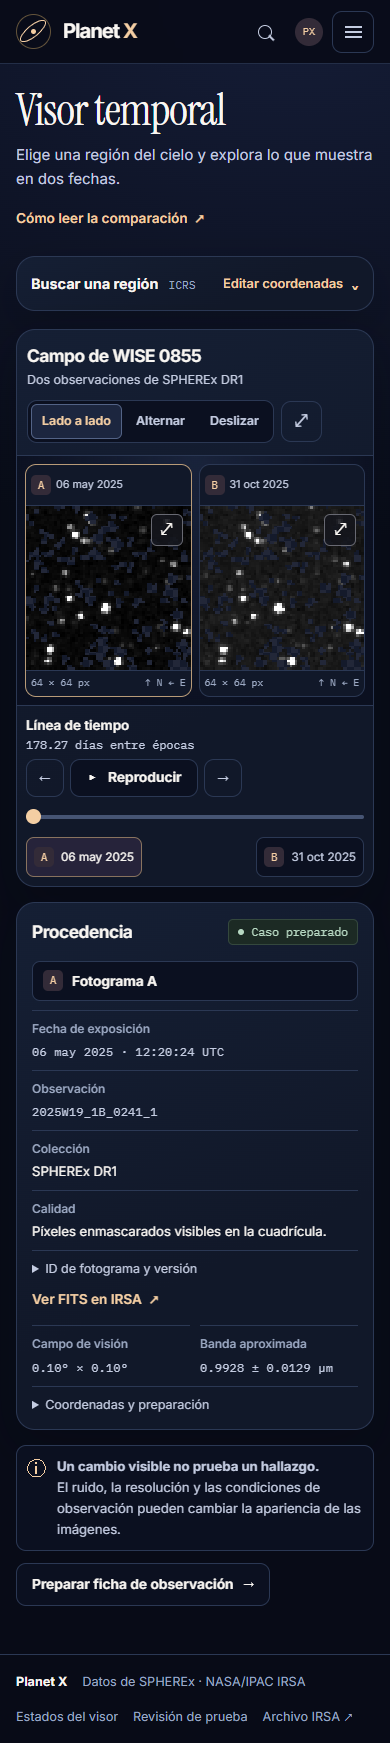 Planet X
PX
Visor temporal
Elige una región del cielo y explora lo que muestra
en dos fechas.
Cómo leer la comparación ↗
Buscar una región ICRS Editar coordenadas
Campo de WISE 0855
Dos observaciones de SPHEREx DR1
Lado a lado Alternar Deslizar
A 06 may 2025
B 31 oct 2025
64 × 64 px ↑ N ← E
64 × 64 px ↑ N ← E
Línea de tiempo
178.27 días entre épocas
← ▸ Reproducir →
A 06 may 2025
B 31 oct 2025
Procedencia
Caso preparado
A Fotograma A
Fecha de exposición
06 may 2025 · 12:20:24 UTC
Observación
2025W19_1B_0241_1
Colección
SPHEREx DR1
Calidad
Píxeles enmascarados visibles en la cuadrícula.
▸ ID de fotograma y versión
Ver FITS en IRSA ↗
Campo de visión
0.10° × 0.10°
Banda aproximada
0.9928 ± 0.0129 µm
▸ Coordenadas y preparación
Un cambio visible no prueba un hallazgo.
El ruido, la resolución y las condiciones de
observación pueden cambiar la apariencia de las
imágenes.
Preparar ficha de observación →
Planet X Datos de SPHEREx · NASA/IPAC IRSA
Estados del visor Revisión de prueba Archivo IRSA ↗